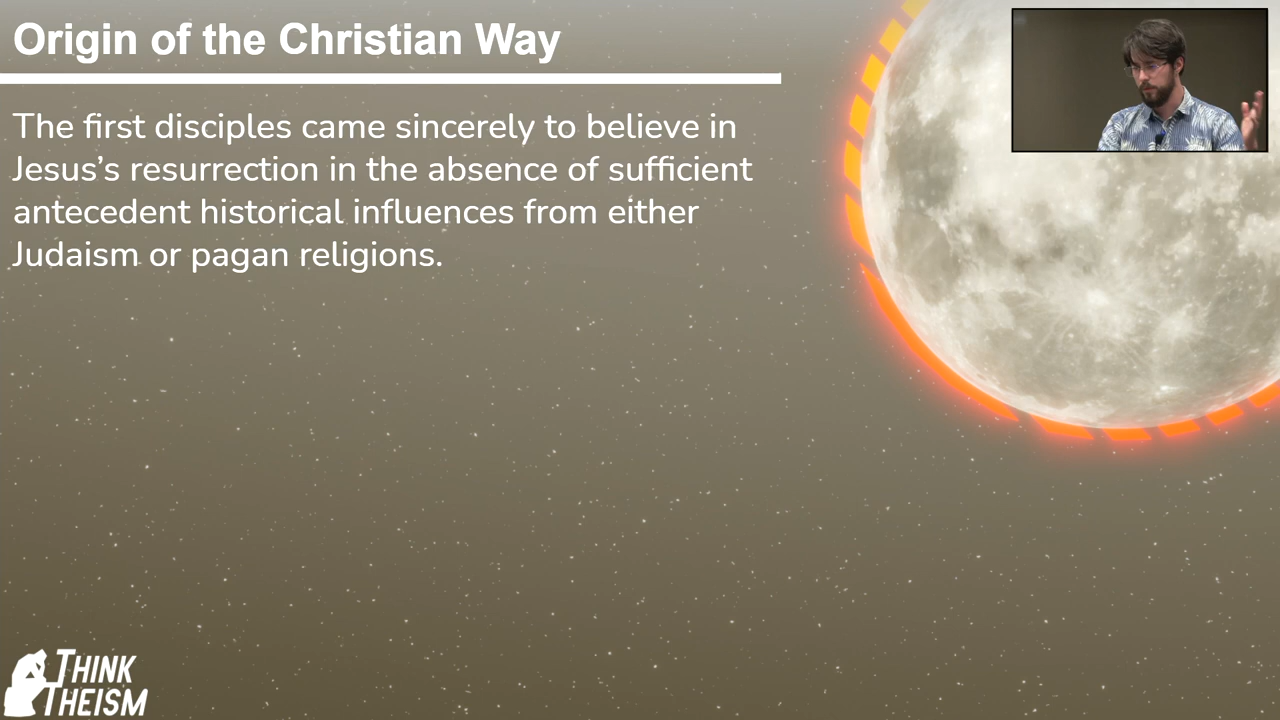 Origin of the Christian Way
The first disciples came sincerely to believe in
Jesus’s resurrection in the absence of sufficient
antecedent historical influences from either
Judaism or pagan religions.
THINK
THEISM